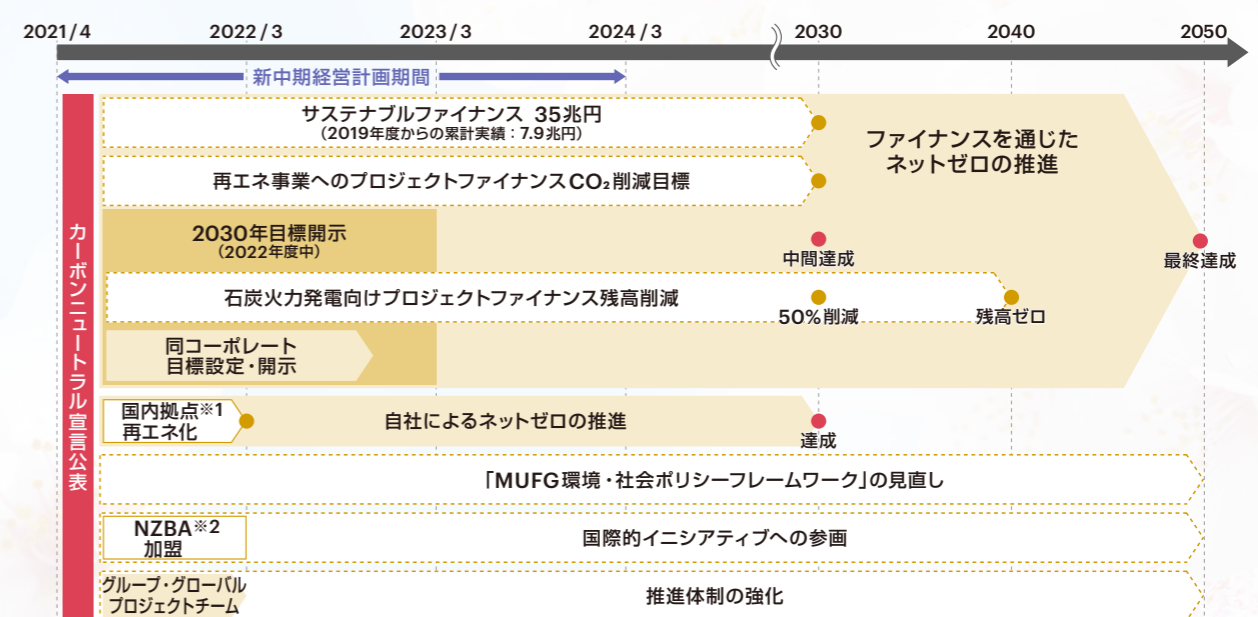 2021/4 2022/3 2023/3 2024/3 2030 2040 2050
新中期経営計画期間
カーボンニュートラル宣言公表
サステナブルファイナンス 35兆円
（2019年度からの累計実績：7.9兆円）
ファイナンスを通じた
ネットゼロの推進
再エネ事業へのプロジェクトファイナンスCO₂削減目標
2030年目標開示
（2022年度中）
中間達成
最終達成
石炭火力発電向けプロジェクトファイナンス残高削減
50%削減
残高ゼロ
同コーポレート
目標設定・開示
国内拠点※1
再エネ化
自社によるネットゼロの推進
達成
「MUFG環境・社会ポリシーフレームワーク」の見直し
NZBA※2
加盟
国際的イニシアティブへの参画
グループ・グローバル
プロジェクトチーム
推進体制の強化